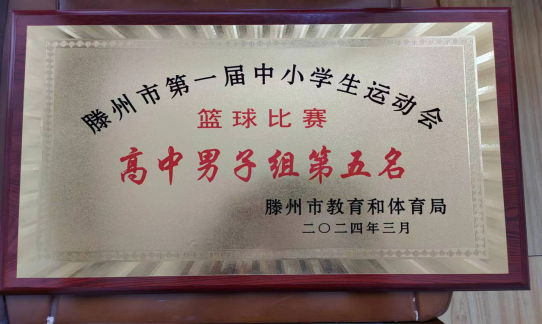 滕州市第一届中小学生运动会
篮球比赛
高中男子组第五名
滕州市教育和体育局
二〇二四年三月